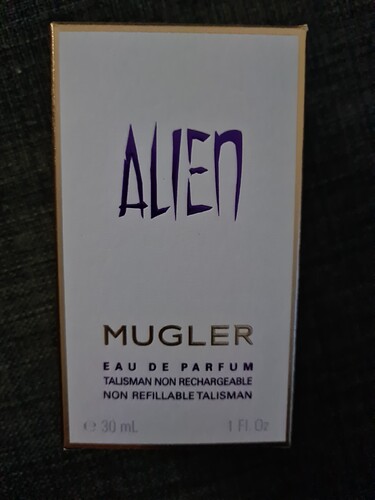 ALIEN
MUGLER
EAU DE PARFUM
TALISMAN NON RECHARGEABLE
NON REFILLABLE TALISMAN
℮ 30 mL 1 Fl. Oz